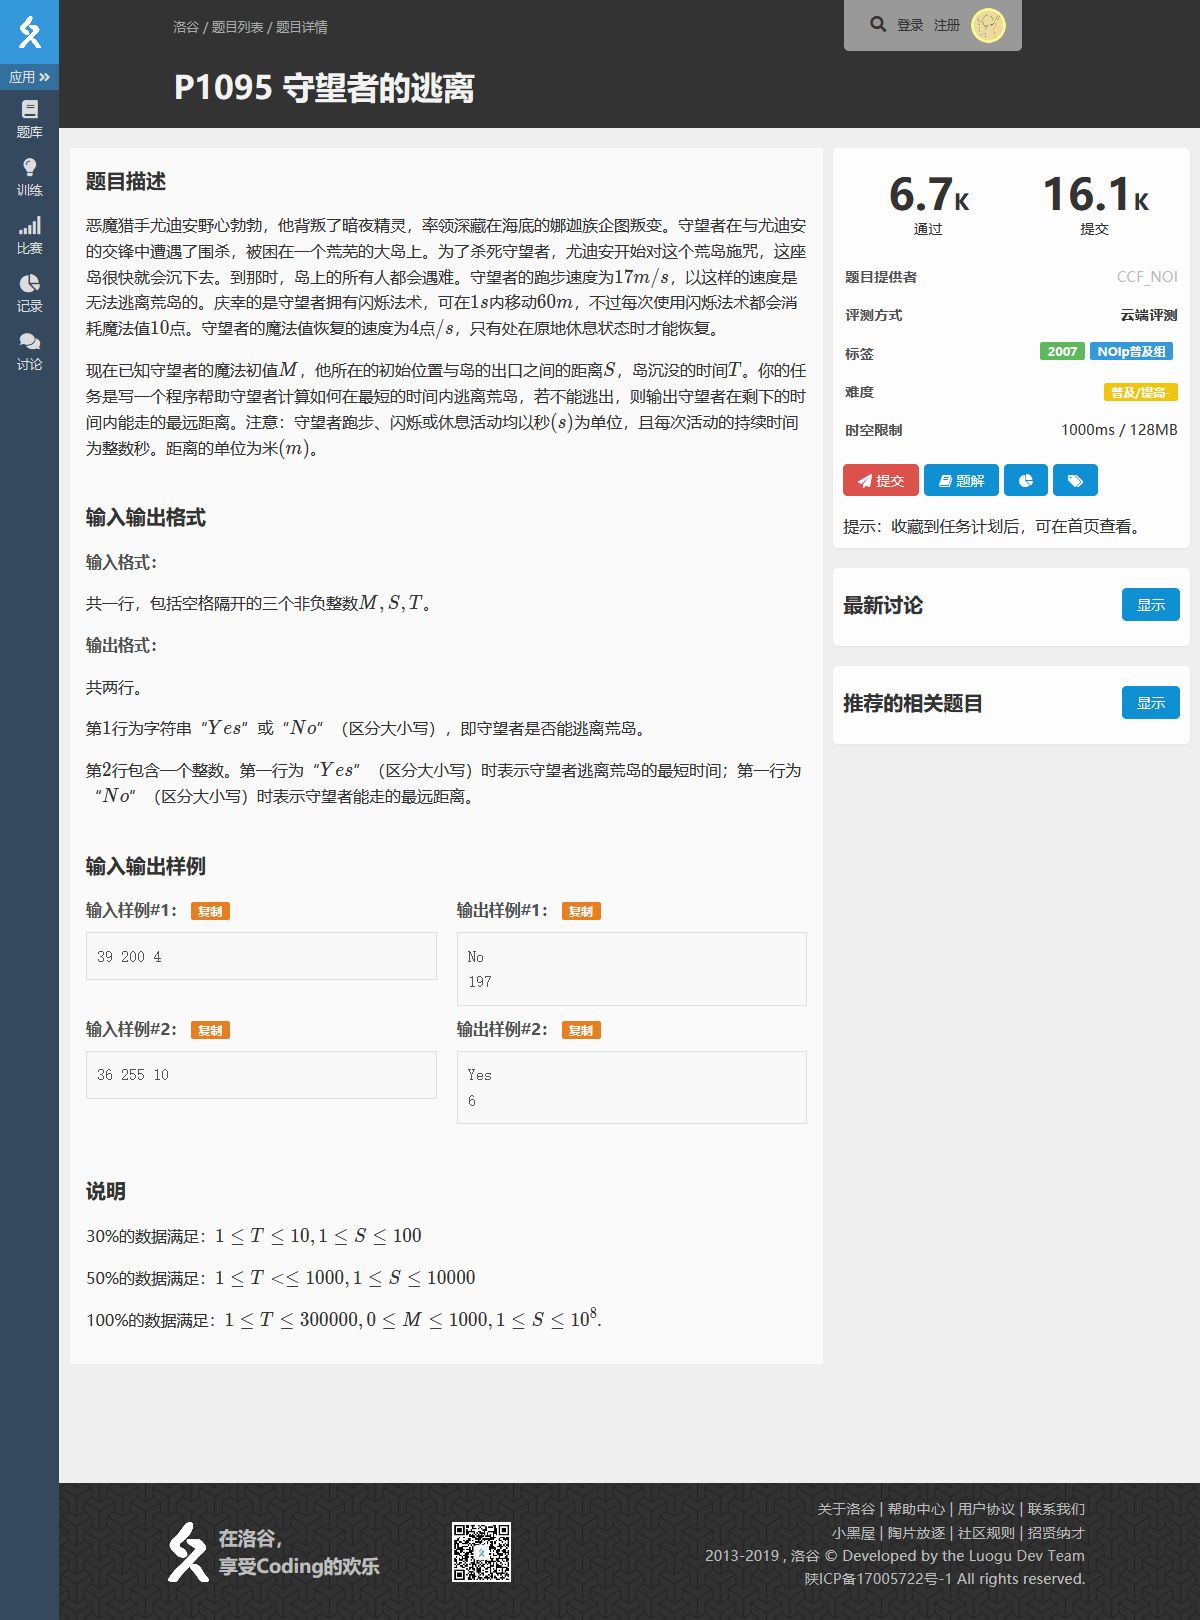 洛谷 / 题目列表 / 题目详情
登录 注册
P1095 守望者的逃离
应用
题库
训练
比赛
记录
讨论
题目描述
恶魔猎手尤迪安野心勃勃，他背叛了暗夜精灵，率领深藏在海底的娜迦族企图叛变。守望者在与尤迪安
的交锋中遭遇了围杀，被困在一个荒芜的大岛上。为了杀死守望者，尤迪安开始对这个荒岛施咒，这座
岛很快就会沉下去。到那时，岛上的所有人都会遇难。守望者的跑步速度为17m/s，以这样的速度是
无法逃离荒岛的。庆幸的是守望者拥有闪烁法术，可在1s内移动60m，不过每次使用闪烁法术都会消
耗魔法值10点。守望者的魔法值恢复的速度为4点/s，只有处在原地休息状态时才能恢复。
现在已知守望者的魔法初值M，他所在的初始位置与岛的出口之间的距离S，岛沉没的时间T。你的任
务是写一个程序帮助守望者计算如何在最短的时间内逃离荒岛，若不能逃出，则输出守望者在剩下的时
间内能走的最远距离。注意：守望者跑步、闪烁或休息活动均以秒(s)为单位，且每次活动的持续时间
为整数秒。距离的单位为米(m)。
输入输出格式
输入格式：
共一行，包括空格隔开的三个非负整数M,S,T。
输出格式：
共两行。
第1行为字符串“Yes”或“No”（区分大小写），即守望者是否能逃离荒岛。
第2行包含一个整数。第一行为“Yes”（区分大小写）时表示守望者逃离荒岛的最短时间；第一行为
“No”（区分大小写）时表示守望者能走的最远距离。
输入输出样例
输入样例#1： 复制
39 200 4
输出样例#1： 复制
No
197
输入样例#2： 复制
36 255 10
输出样例#2： 复制
Yes
6
说明
30%的数据满足：1 ≤ T ≤ 10, 1 ≤ S ≤ 100
50%的数据满足：1 ≤ T <≤ 1000, 1 ≤ S ≤ 10000
100%的数据满足：1 ≤ T ≤ 300000, 0 ≤ M ≤ 1000, 1 ≤ S ≤ 10^8.
6.7K 16.1K
通过 提交
题目提供者 CCF_NOI
评测方式 云端评测
标签 2007 NOIp普及组
难度 普及/提高-
时空限制 1000ms / 128MB
提交 题解
提示：收藏到任务计划后，可在首页查看。
最新讨论 显示
推荐的相关题目 显示
在洛谷，
享受Coding的欢乐
关于洛谷 | 帮助中心 | 用户协议 | 联系我们
小黑屋 | 陶片放逐 | 社区规则 | 招贤纳才
2013-2019 , 洛谷 © Developed by the Luogu Dev Team
陕ICP备17005722号-1 All rights reserved.